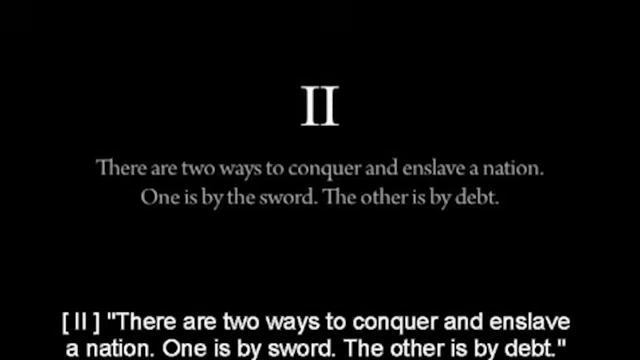 II
There are two ways to conquer and enslave a nation.
One is by the sword. The other is by debt.
[ II ] "There are two ways to conquer and enslave
a nation. One is by sword. The other is by debt."